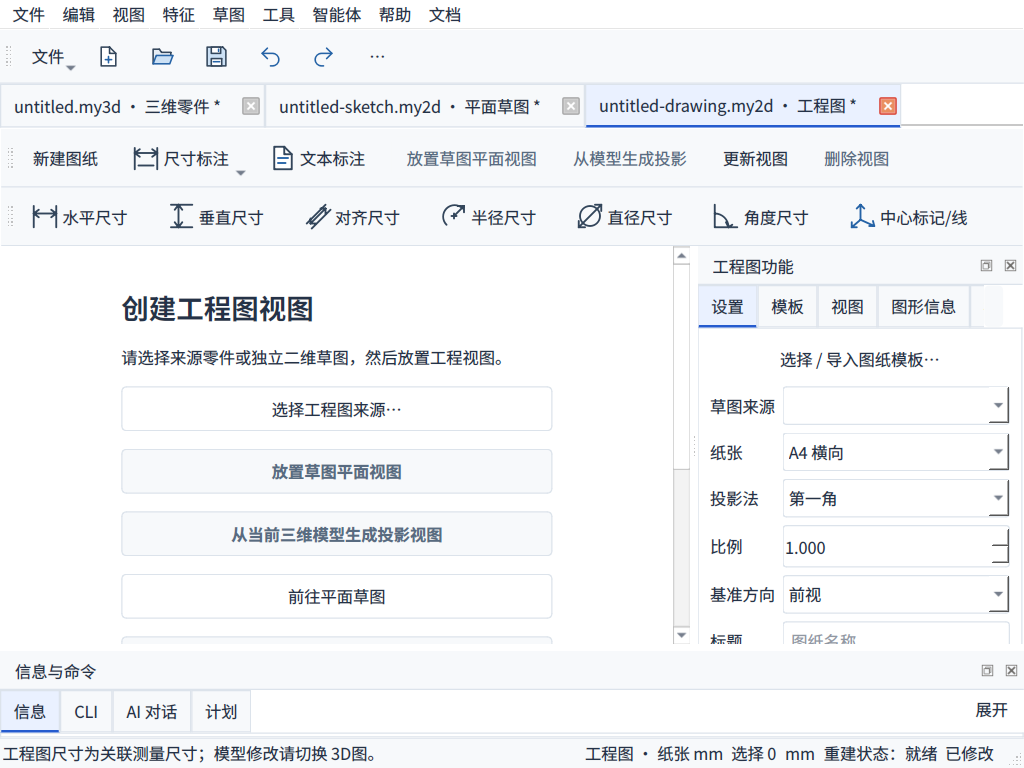 文件 编辑 视图 特征 草图 工具 智能体 帮助 文档
文件 …
untitled.my3d • 三维零件 * untitled-sketch.my2d • 平面草图 * untitled-drawing.my2d • 工程图 *
新建图纸 尺寸标注 文本标注 放置草图平面视图 从模型生成投影 更新视图 删除视图
水平尺寸 垂直尺寸 对齐尺寸 半径尺寸 直径尺寸 角度尺寸 中心标记/线
创建工程图视图
请选择来源零件或独立二维草图，然后放置工程视图。
选择工程图来源…
放置草图平面视图
从当前三维模型生成投影视图
前往平面草图
工程图功能
设置 模板 视图 图形信息
选择 / 导入图纸模板…
草图来源
纸张 A4 横向
投影法 第一角
比例 1.000
基准方向 前视
标题 图纸名称
信息与命令
信息 CLI AI 对话 计划 展开
工程图尺寸为关联测量尺寸；模型修改请切换 3D图。 工程图 • 纸张 mm 选择 0 mm 重建状态：就绪 已修改